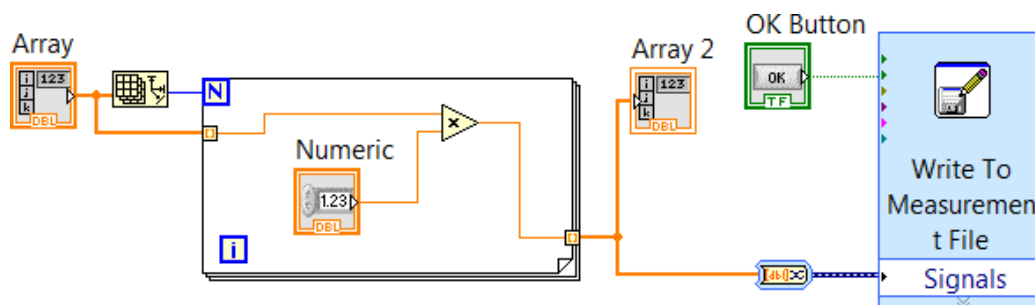 Array
i 123
j
k
DBL
N
Numeric
1.23
DBL
x
i
Array 2
i 123
j
k
DBL
OK Button
OK
TF
Write To
Measuremen
t File
Signals
[dbl]